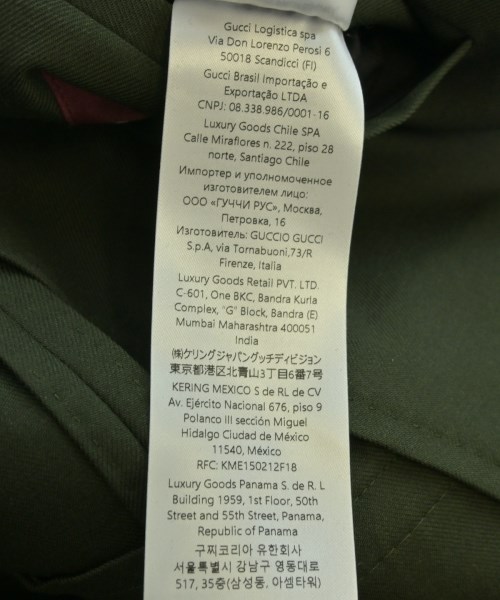 Gucci Logistica spa
Via Don Lorenzo Perosi 6
50018 Scandicci (FI)
Gucci Brasil Importação e
Exportação LTDA
CNPJ: 08.338.986/0001-16
Luxury Goods Chile SPA
Calle Miraflores n. 222, piso 28
norte, Santiago Chile
Импортер и уполномоченное
изготовителем лицо:
ООО «ГУЧЧИ РУС», Москва,
Петровка, 16
Изготовитель: GUCCIO GUCCI
S.p.A, via Tornabuoni,73/R
Firenze, Italia
Luxury Goods Retail PVT. LTD.
C-601, One BKC, Bandra Kurla
Complex, "G" Block, Bandra (E)
Mumbai Maharashtra 400051
India
㈱ケリングジャパングッチディビジョン
東京都港区北青山3丁目6番7号
KERING MEXICO S de RL de CV
Av. Ejército Nacional 676, piso 9
Polanco III sección Miguel
Hidalgo Ciudad de México
11540, México
RFC: KME150212F18
Luxury Goods Panama S. de R. L
Building 1959, 1st Floor, 50th
Street and 55th Street, Panama,
Republic of Panama
구찌코리아 유한회사
서울특별시 강남구 영동대로
517, 35층(삼성동, 아셈타워)